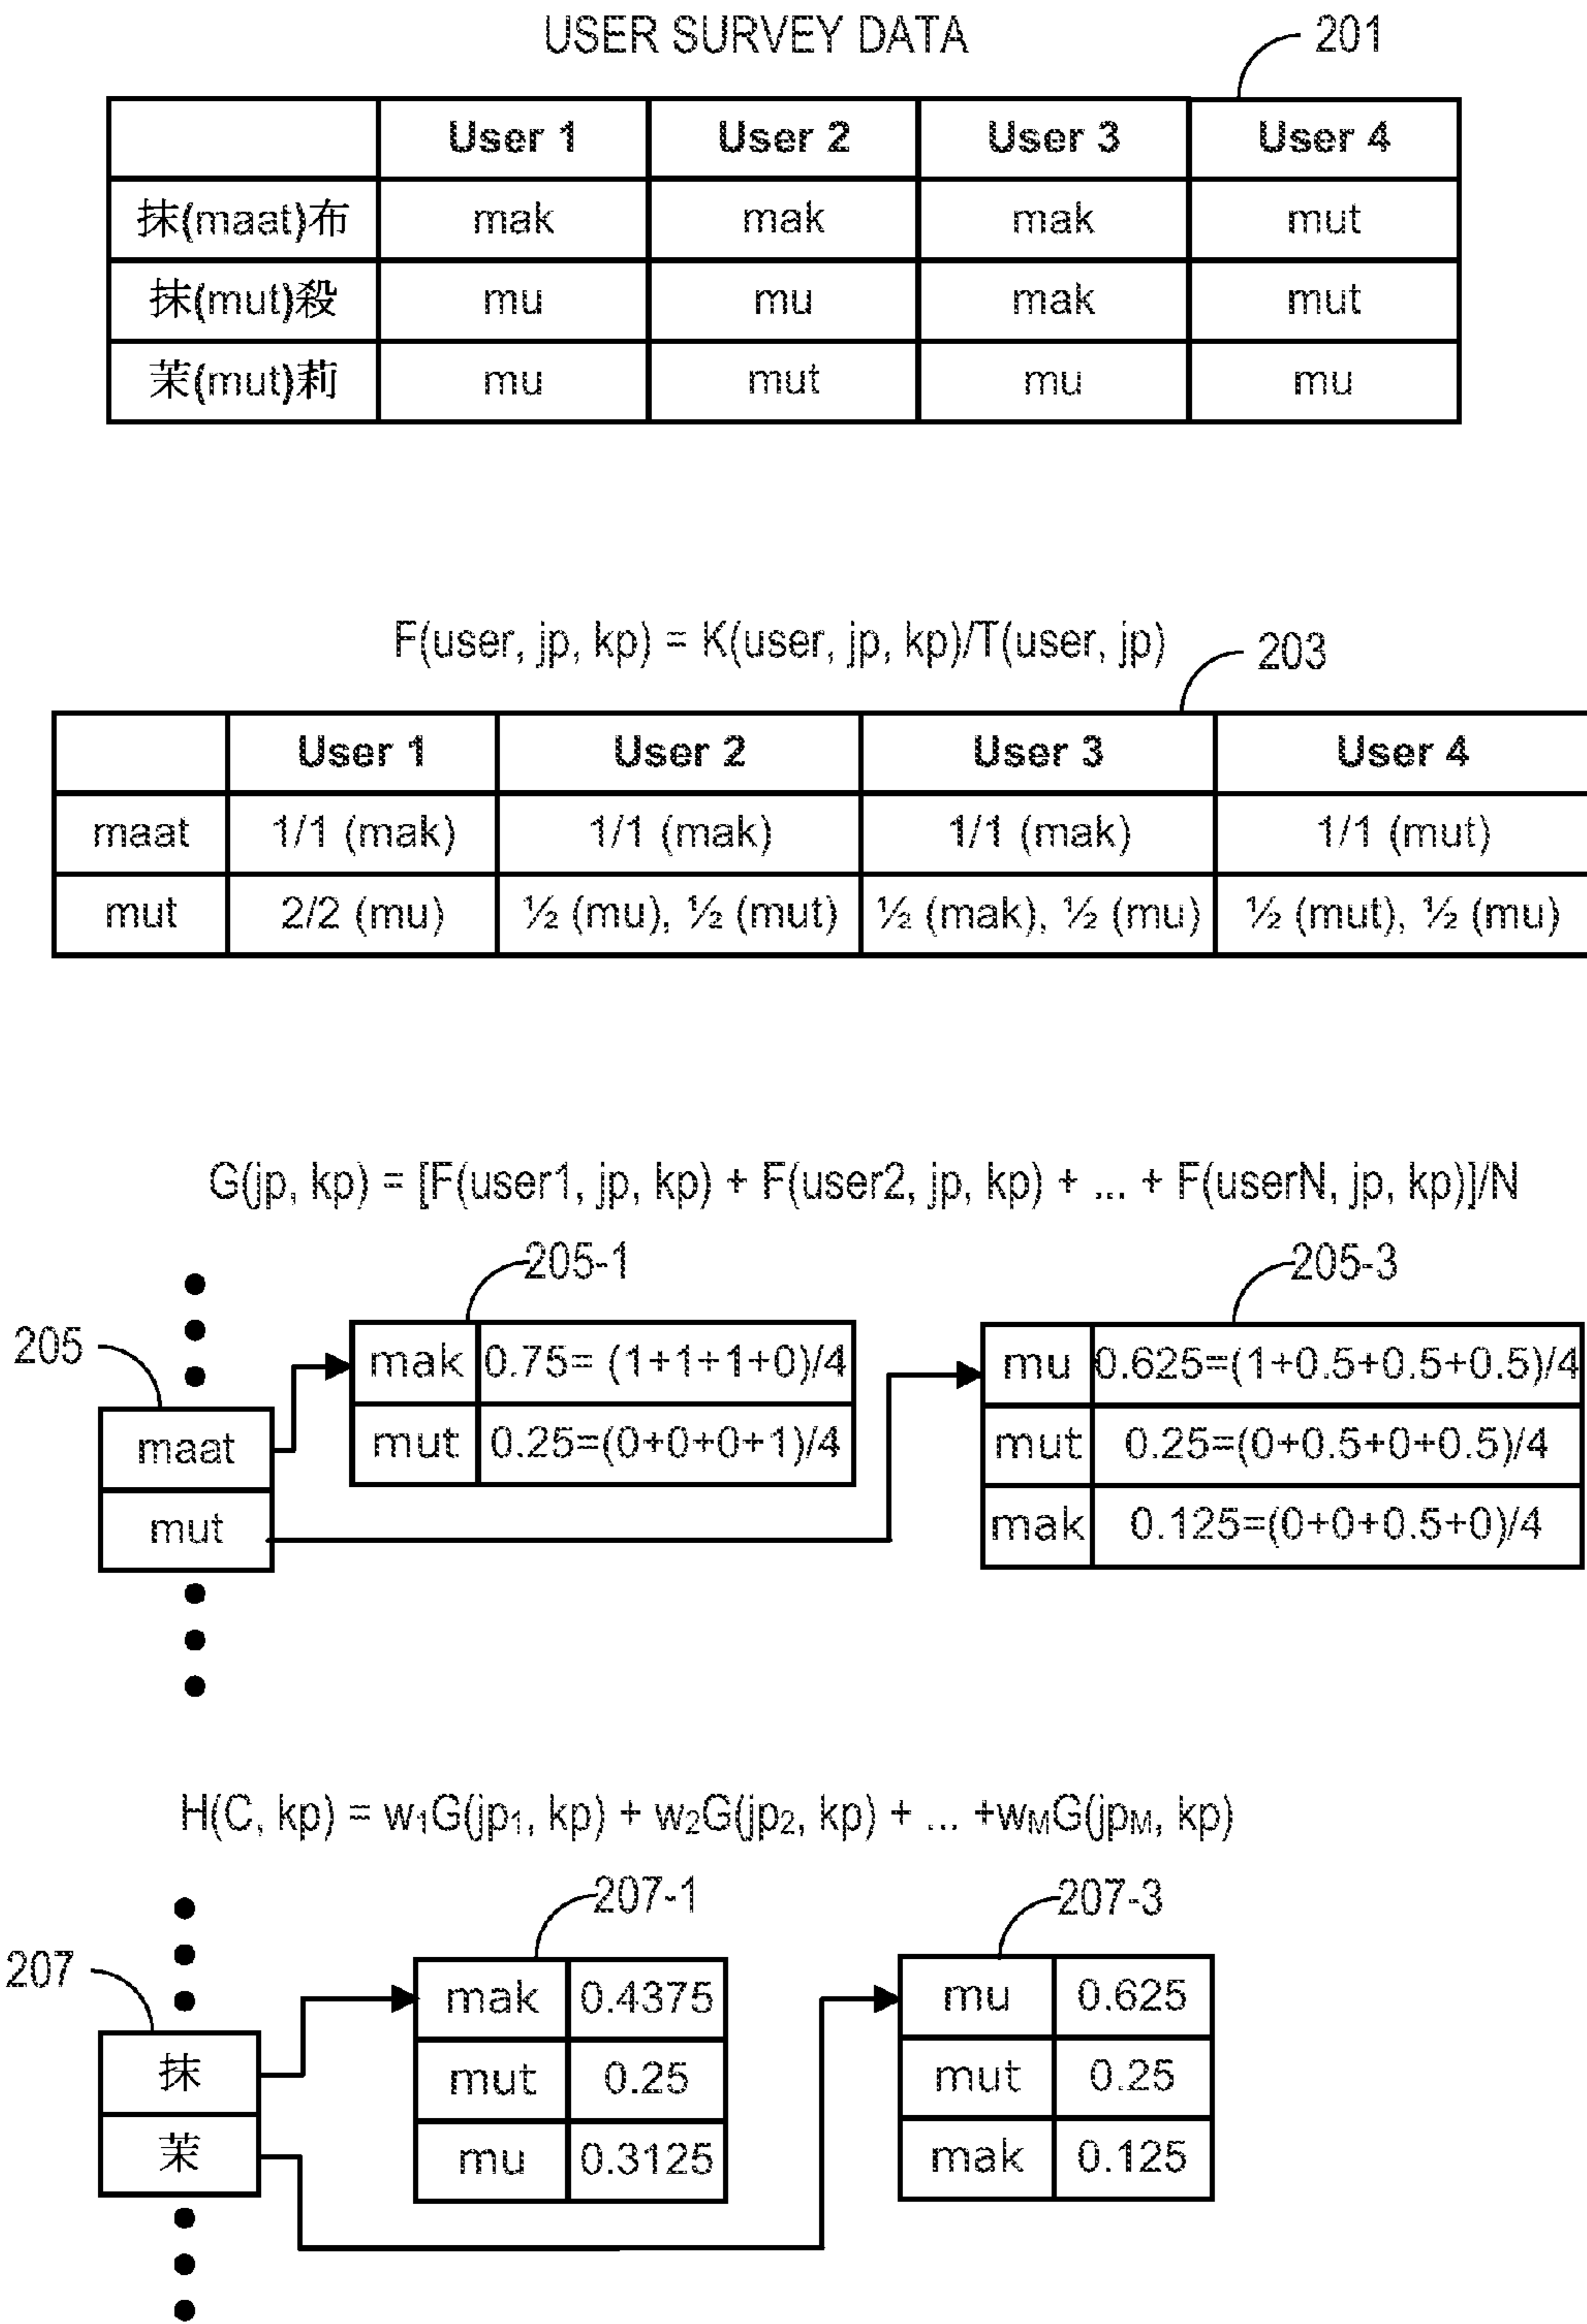 USER SURVEY DATA
201
User 1 User 2 User 3 User 4
抹(maat)布 mak mak mak mut
抹(mut)殺 mu mu mak mut
茉(mut)莉 mu mut mu mu
F(user, jp, kp) = K(user, jp, kp)/T(user, jp)
203
User 1 User 2 User 3 User 4
maat 1/1 (mak) 1/1 (mak) 1/1 (mak) 1/1 (mut)
mut 2/2 (mu) ½ (mu), ½ (mut) ½ (mak), ½ (mu) ½ (mut), ½ (mu)
G(jp, kp) = [F(user1, jp, kp) + F(user2, jp, kp) + ... + F(userN, jp, kp)]/N
205-1 205-3
205
mak 0.75= (1+1+1+0)/4 mu 0.625=(1+0.5+0.5+0.5)/4
maat mut 0.25=(0+0+0+1)/4 mut 0.25=(0+0.5+0+0.5)/4
mut mak 0.125=(0+0+0.5+0)/4
H(C, kp) = w₁G(jp₁, kp) + w₂G(jp₂, kp) + ... +w_MG(jp_M, kp)
207-1 207-3
207
mak 0.4375 mu 0.625
抹 mut 0.25 mut 0.25
茉 mu 0.3125 mak 0.125